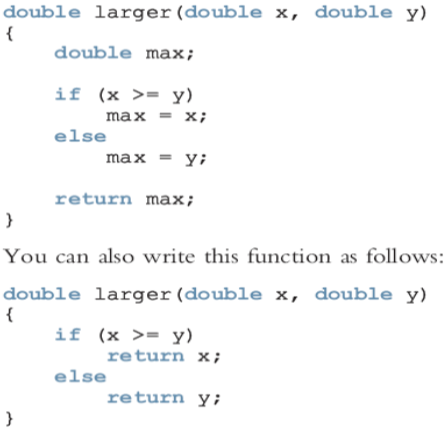 double larger(double x, double y)
{
     double max;

     if (x >= y)
          max = x;
     else
          max = y;

     return max;
}
You can also write this function as follows:
double larger(double x, double y)
{
     if (x >= y)
          return x;
     else
          return y;
}